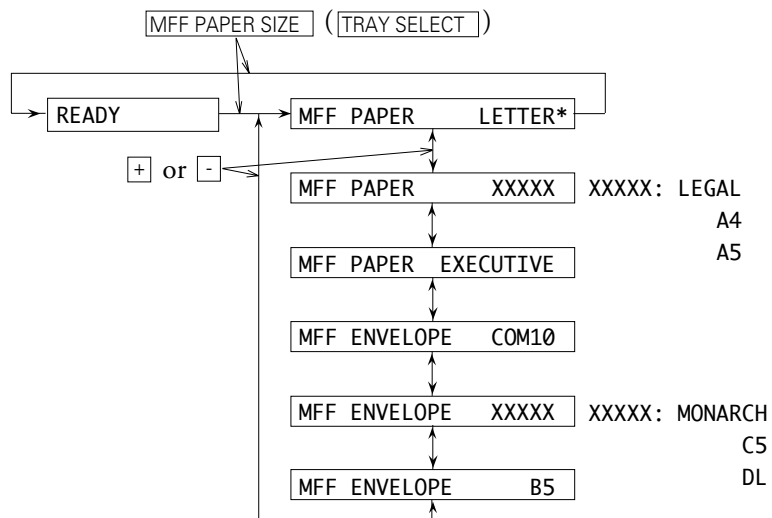 MFF PAPER SIZE ( TRAY SELECT )
READY MFF PAPER LETTER*
+ or -
MFF PAPER XXXXX XXXXX: LEGAL
A4
A5
MFF PAPER EXECUTIVE
MFF ENVELOPE COM10
MFF ENVELOPE XXXXX XXXXX: MONARCH
C5
DL
MFF ENVELOPE B5